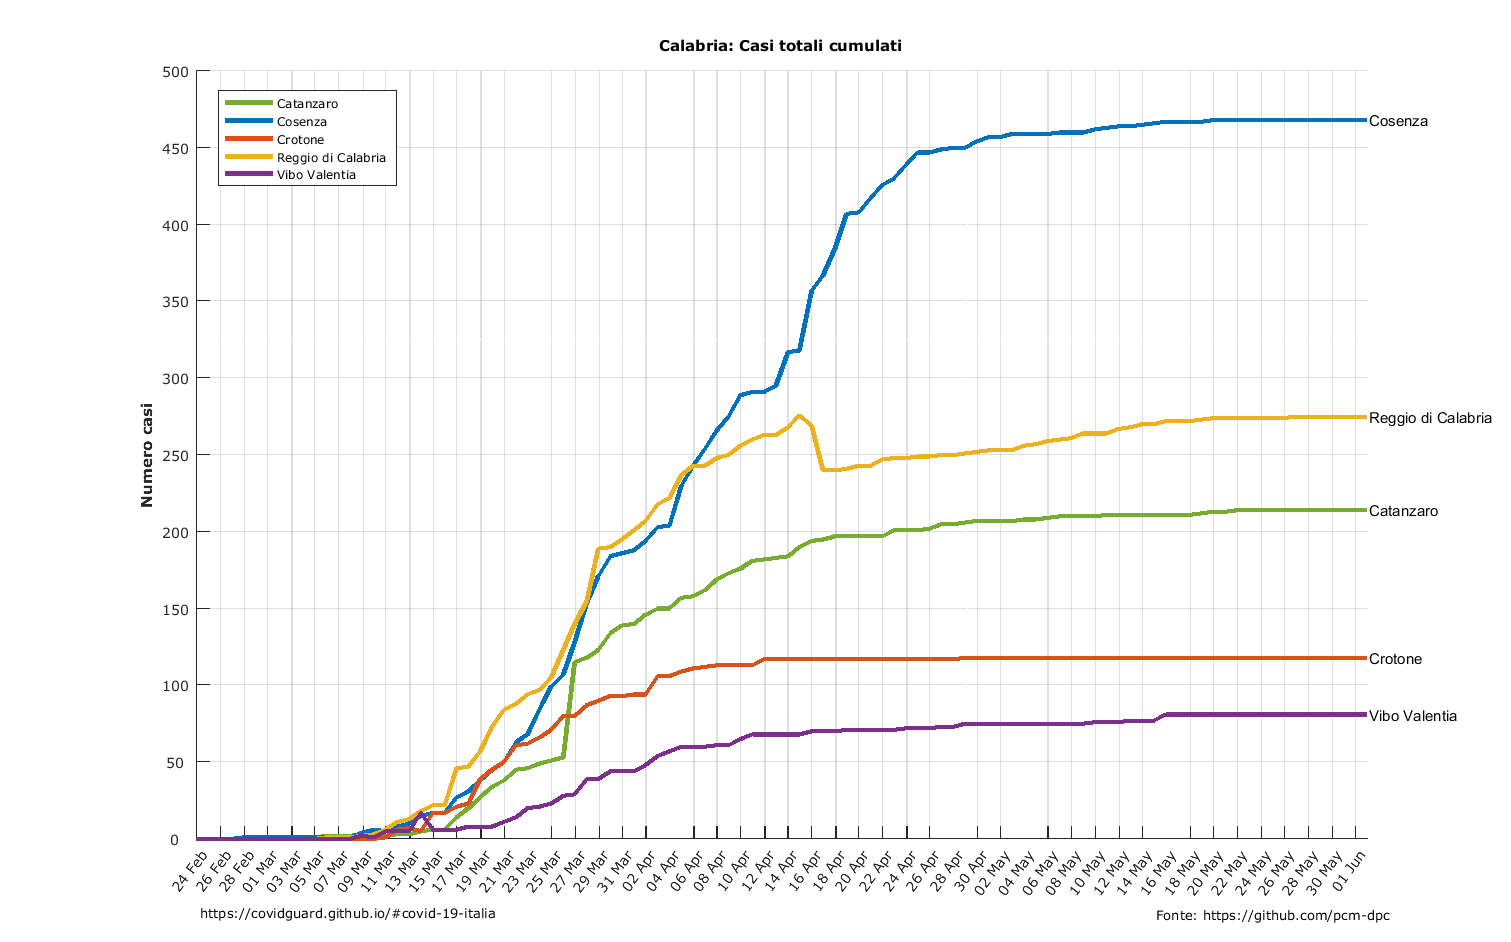 Calabria: Casi totali cumulati
500
450
400
350
300
250
200
150
100
50
0
Numero casi
Catanzaro
Cosenza
Crotone
Reggio di Calabria
Vibo Valentia
Cosenza
Reggio di Calabria
Catanzaro
Crotone
Vibo Valentia
24 Feb
26 Feb
28 Feb
01 Mar
03 Mar
05 Mar
07 Mar
09 Mar
11 Mar
13 Mar
15 Mar
17 Mar
19 Mar
21 Mar
23 Mar
25 Mar
27 Mar
29 Mar
31 Mar
02 Apr
04 Apr
06 Apr
08 Apr
10 Apr
12 Apr
14 Apr
16 Apr
18 Apr
20 Apr
22 Apr
24 Apr
26 Apr
28 Apr
30 Apr
02 May
04 May
06 May
08 May
10 May
12 May
14 May
16 May
18 May
20 May
22 May
24 May
26 May
28 May
30 May
01 Jun
https://covidguard.github.io/#covid-19-italia
Fonte: https://github.com/pcm-dpc